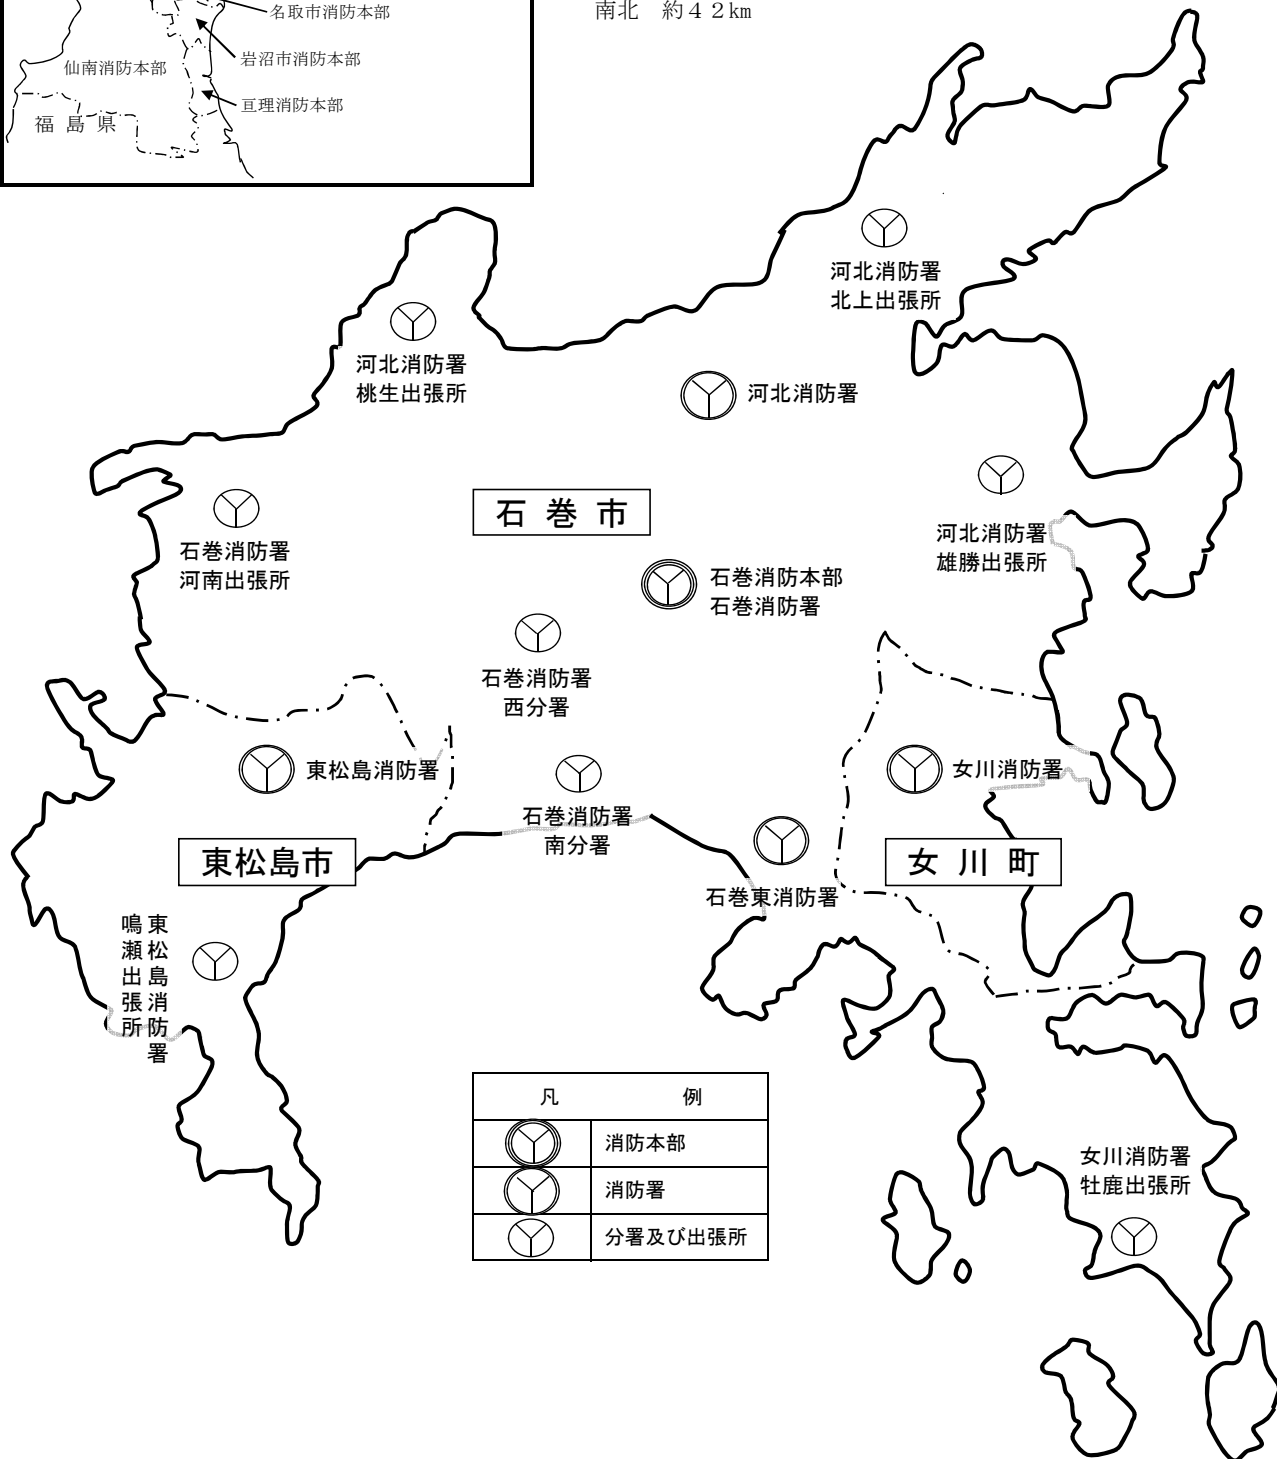 名取市消防本部
南北　約４２km
岩沼市消防本部
仙南消防本部
亘理消防本部
福 島 県
河北消防署
北上出張所
河北消防署
桃生出張所
河北消防署
石 巻 市
石巻消防署
河南出張所
河北消防署
雄勝出張所
石巻消防本部
石巻消防署
石巻消防署
西分署
東松島消防署
女川消防署
石巻消防署
南分署
東松島市
女 川 町
石巻東消防署
東松島消防署
鳴瀬出張所
凡　例
消防本部
消防署
分署及び出張所
女川消防署
牡鹿出張所